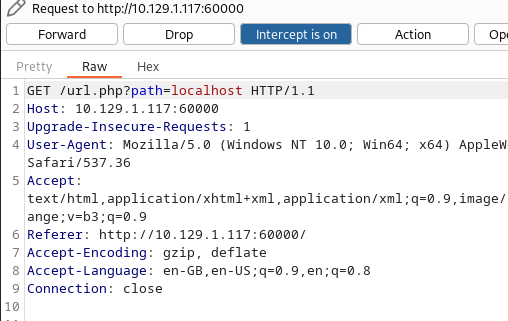 Request to http://10.129.1.117:60000
Forward Drop Intercept is on Action
Pretty Raw Hex
1 GET /url.php?path=localhost HTTP/1.1
2 Host: 10.129.1.117:60000
3 Upgrade-Insecure-Requests: 1
4 User-Agent: Mozilla/5.0 (Windows NT 10.0; Win64; x64)
Safari/537.36
5 Accept:
text/html,application/xhtml+xml,application/xml;q=0.9,image/
ange;v=b3;q=0.9
6 Referer: http://10.129.1.117:60000/
7 Accept-Encoding: gzip, deflate
8 Accept-Language: en-GB,en-US;q=0.9,en;q=0.8
9 Connection: close
10